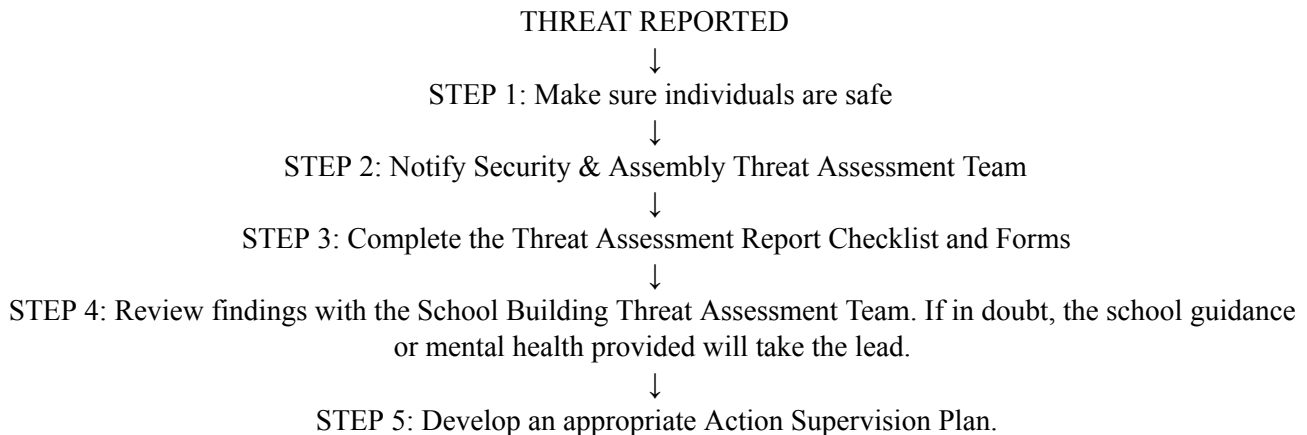 THREAT REPORTED
↓
STEP 1: Make sure individuals are safe
↓
STEP 2: Notify Security & Assembly Threat Assessment Team
↓
STEP 3: Complete the Threat Assessment Report Checklist and Forms
↓
STEP 4: Review findings with the School Building Threat Assessment Team. If in doubt, the school guidance
or mental health provided will take the lead.
↓
STEP 5: Develop an appropriate Action Supervision Plan.